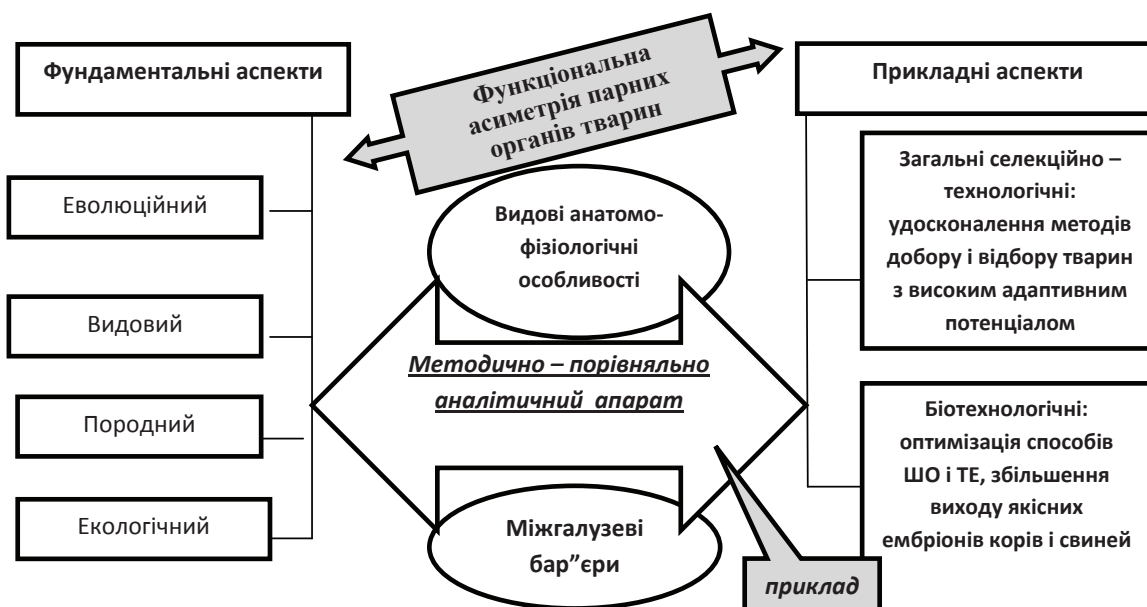 Фундаментальні аспекти
Функціональна
асиметрія парних
органів тварин
Прикладні аспекти
Еволюційний
Видовий
Породний
Екологічний
Видові анатомо-
фізіологічні
особливості
Методично – порівняльно
аналітичний апарат
Міжгалузеві
бар”єри
приклад
Загальні селекційно –
технологічні:
удосконалення методів
добору і відбору тварин
з високим адаптивним
потенціалом
Біотехнологічні:
оптимізація способів
ШО і ТЕ, збільшення
виходу якісних
ембріонів корів і свиней